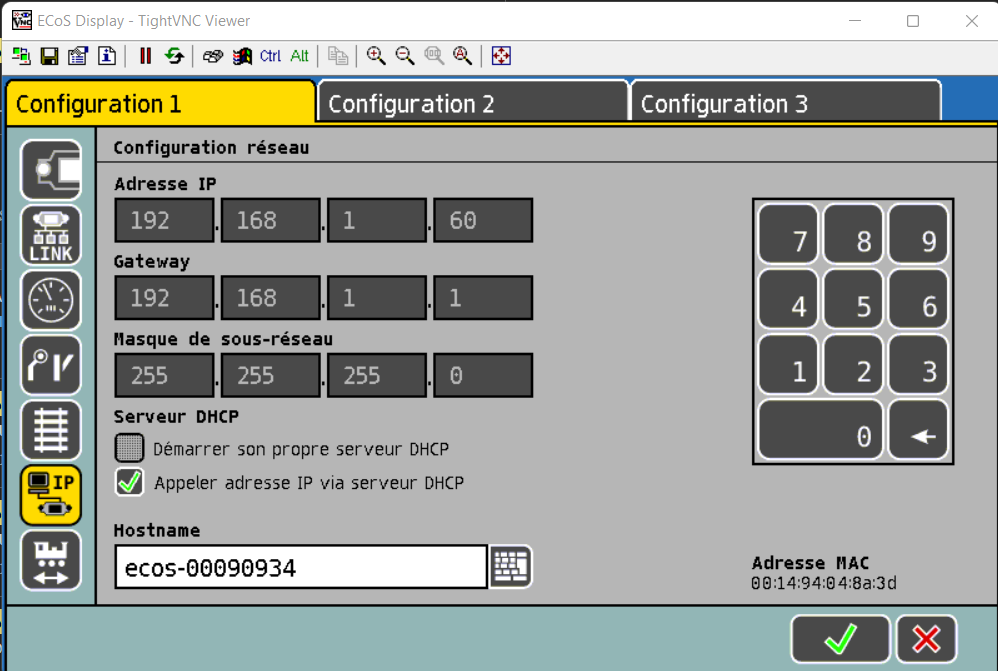 ECoS Display - TightVNC Viewer
Ctrl Alt
Configuration 1 Configuration 2 Configuration 3
Configuration réseau
Adresse IP
192 . 168 . 1 . 60
Gateway
192 . 168 . 1 . 1
Masque de sous-réseau
255 . 255 . 255 . 0
Serveur DHCP
Démarrer son propre serveur DHCP
Appeler adresse IP via serveur DHCP
Hostname
ecos-00090934
LINK
IP
7 8 9
4 5 6
1 2 3
0
Adresse MAC
00:14:94:04:8a:3d